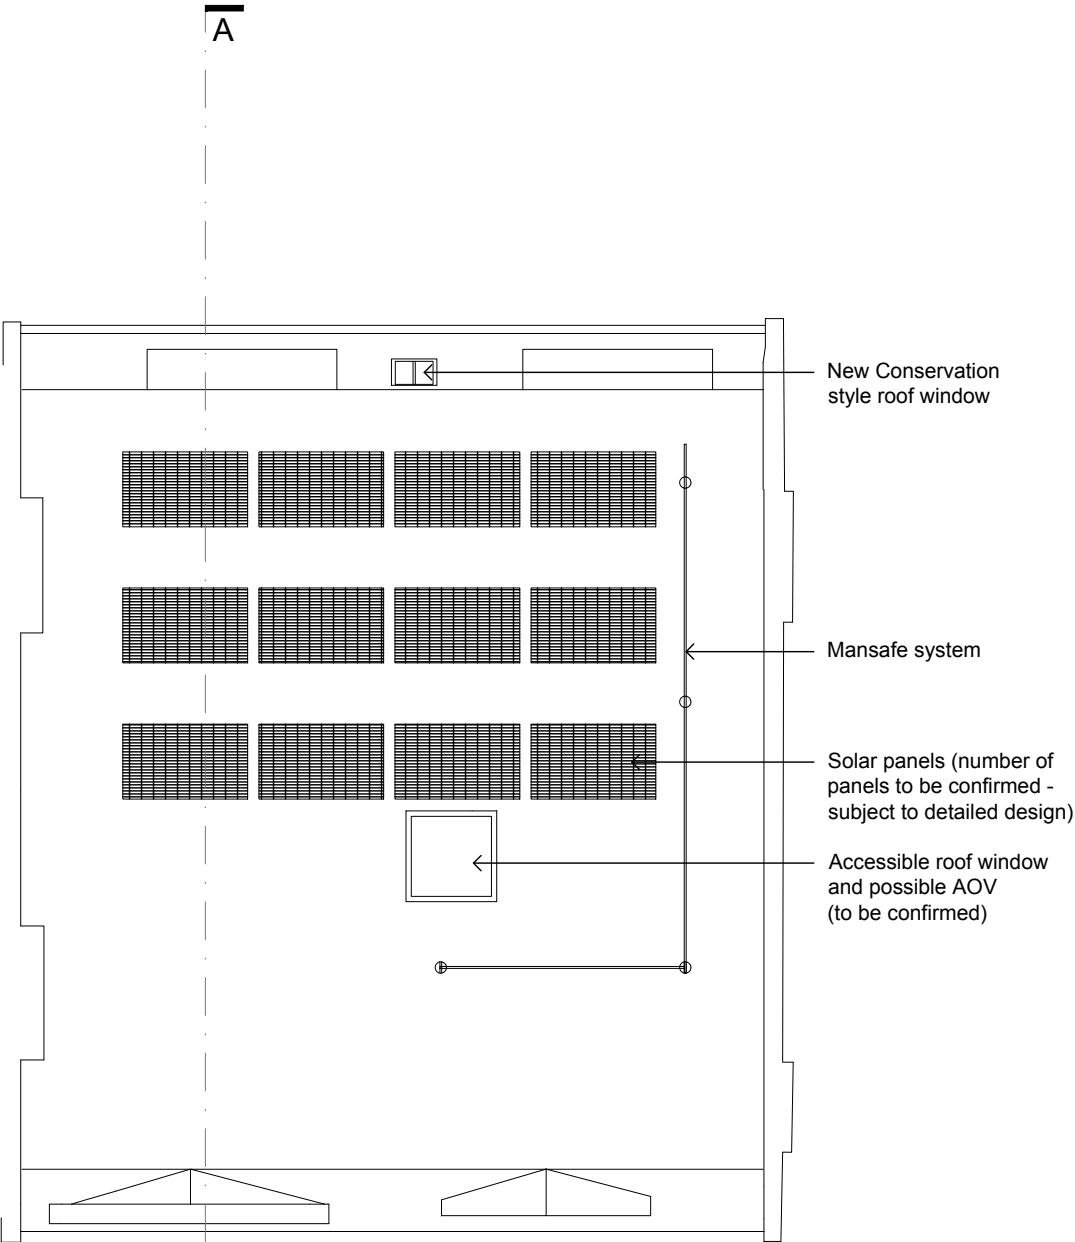 A
New Conservation
style roof window
Mansafe system
Solar panels (number of
panels to be confirmed -
subject to detailed design)
Accessible roof window
and possible AOV
(to be confirmed)